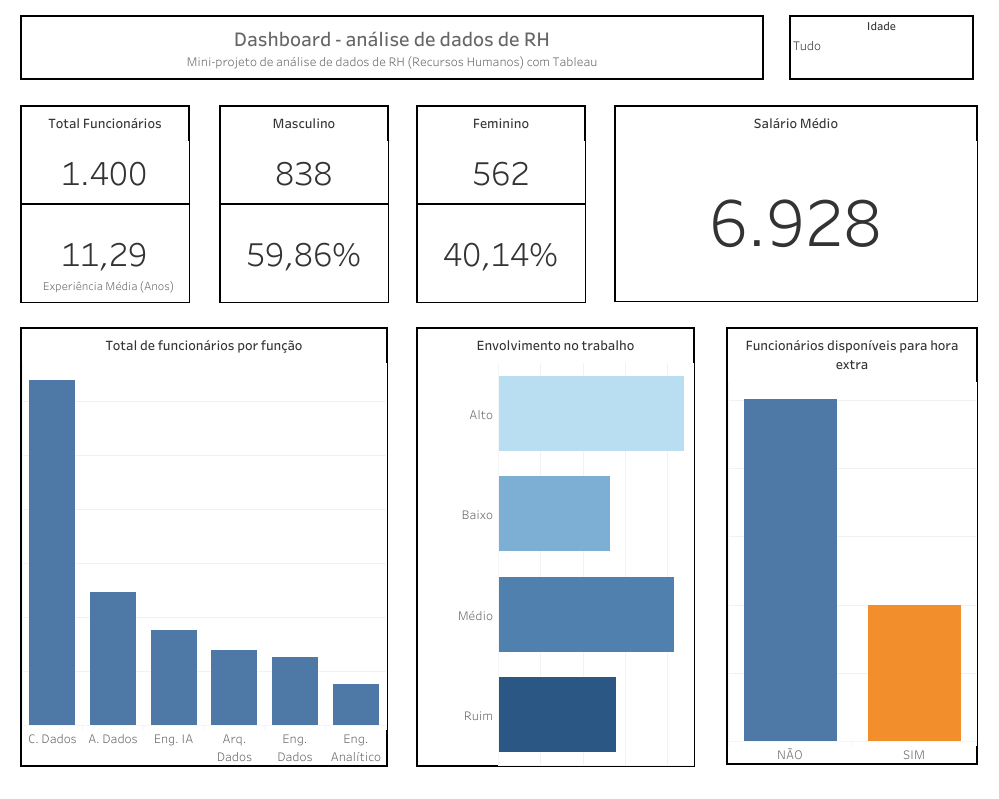 Dashboard - análise de dados de RH
Mini-projeto de análise de dados de RH (Recursos Humanos) com Tableau
Idade
Tudo
Total Funcionários
1.400
11,29
Experiência Média (Anos)
Masculino
838
59,86%
Feminino
562
40,14%
Salário Médio
6.928
Total de funcionários por função
C. Dados
A. Dados
Eng. IA
Arq.
Dados
Eng.
Dados
Eng.
Analítico
Envolvimento no trabalho
Alto
Baixo
Médio
Ruim
Funcionários disponíveis para hora
extra
NÃO
SIM